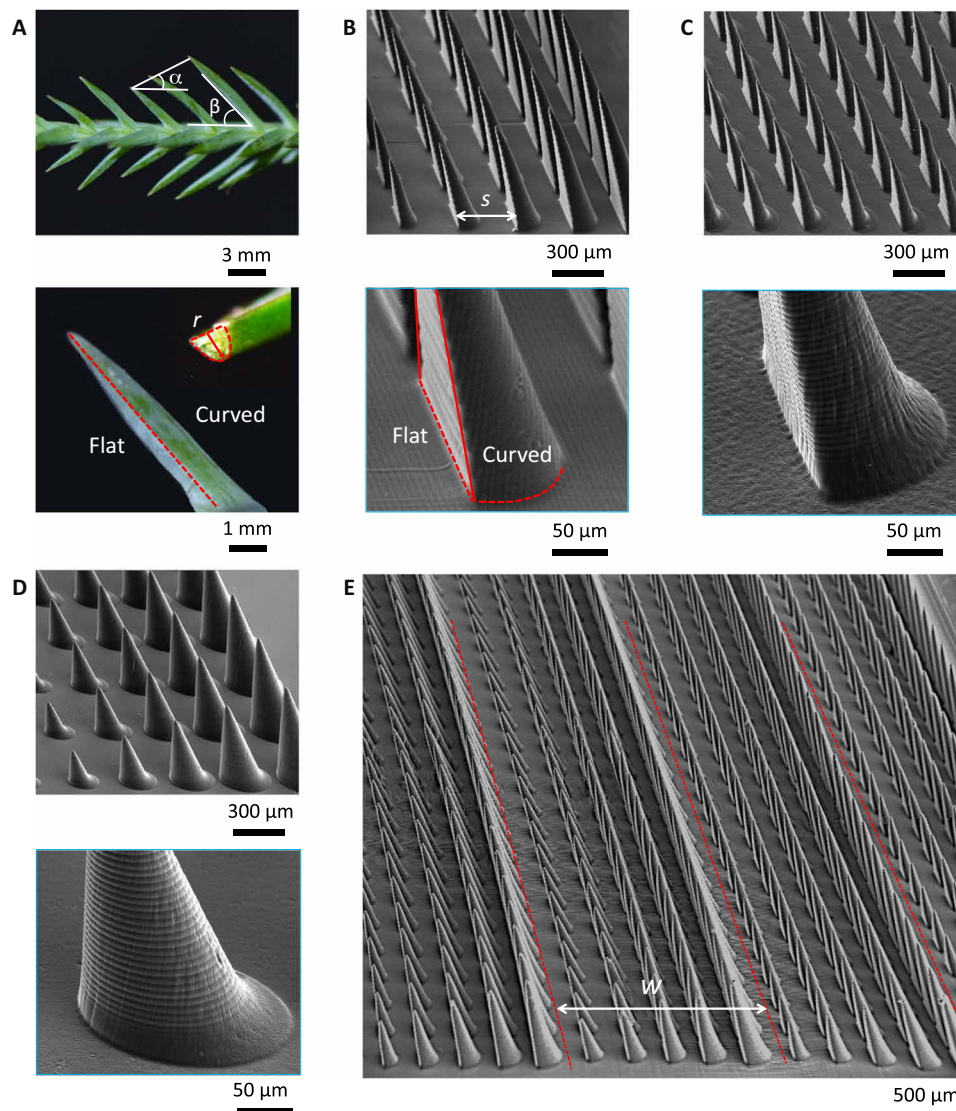 A
α
β
3 mm
r
Curved
Flat
1 mm
B
s
300 μm
Flat
Curved
50 μm
C
300 μm
50 μm
D
300 μm
50 μm
E
W
500 μm